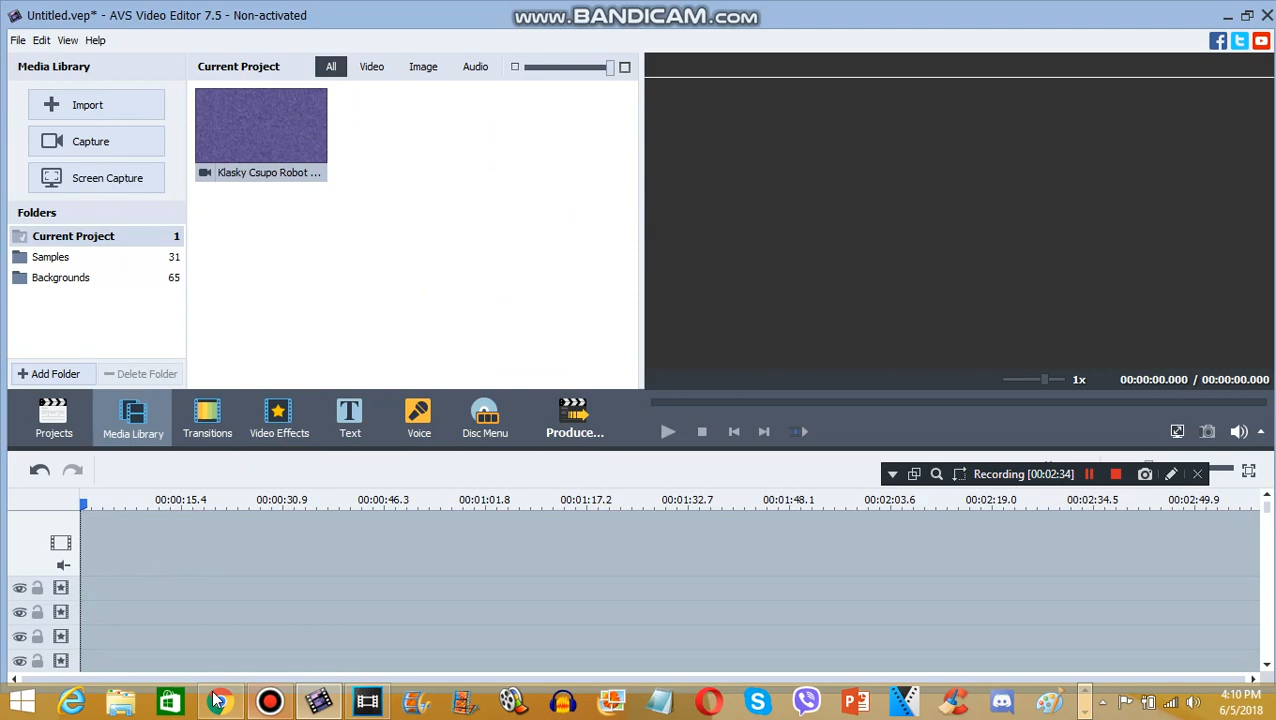 Untitled.vep* - AVS Video Editor 7.5 - Non-activated
www.BANDICAM.com
File Edit View Help
Media Library
Current Project All Video Image Audio
Import
Capture
Screen Capture
Klasky Csupo Robot ...
Folders
Current Project 1
Samples 31
Backgrounds 65
+ Add Folder — Delete Folder
1x 00:00:00.000 / 00:00:00.000
Projects Media Library Transitions Video Effects Text Voice Disc Menu Produce...
Recording [00:02:34]
00:00:15.4 00:00:30.9 00:00:46.3 00:01:01.8 00:01:17.2 00:01:32.7 00:01:48.1 00:02:03.6 00:02:19.0 00:02:34.5 00:02:49.9
4:10 PM
6/5/2018